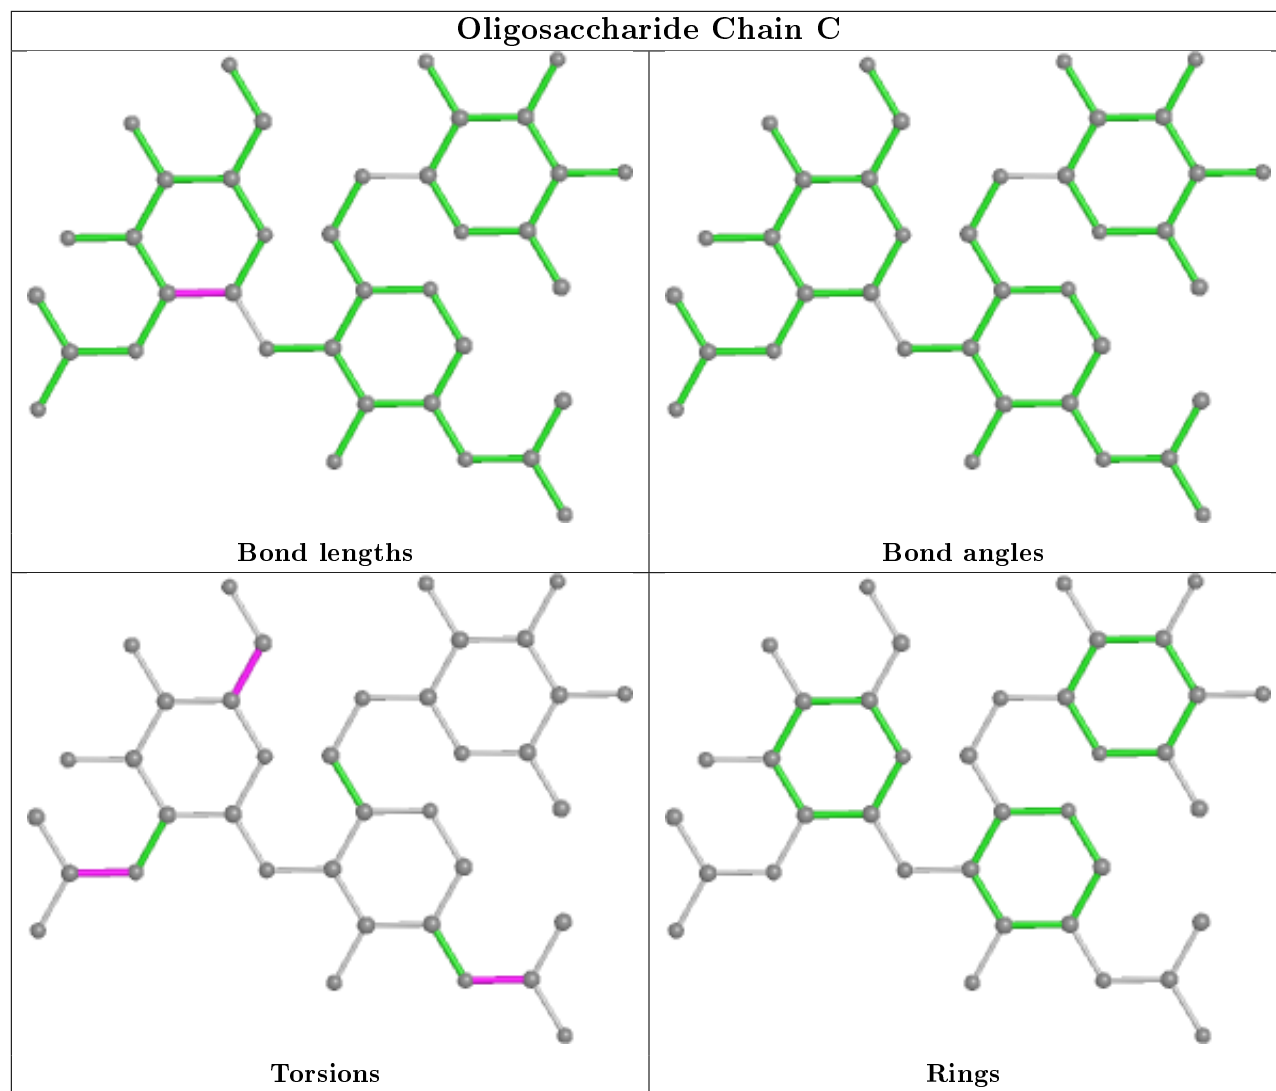 Oligosaccharide Chain C
Bond lengths
Bond angles
Torsions
Rings